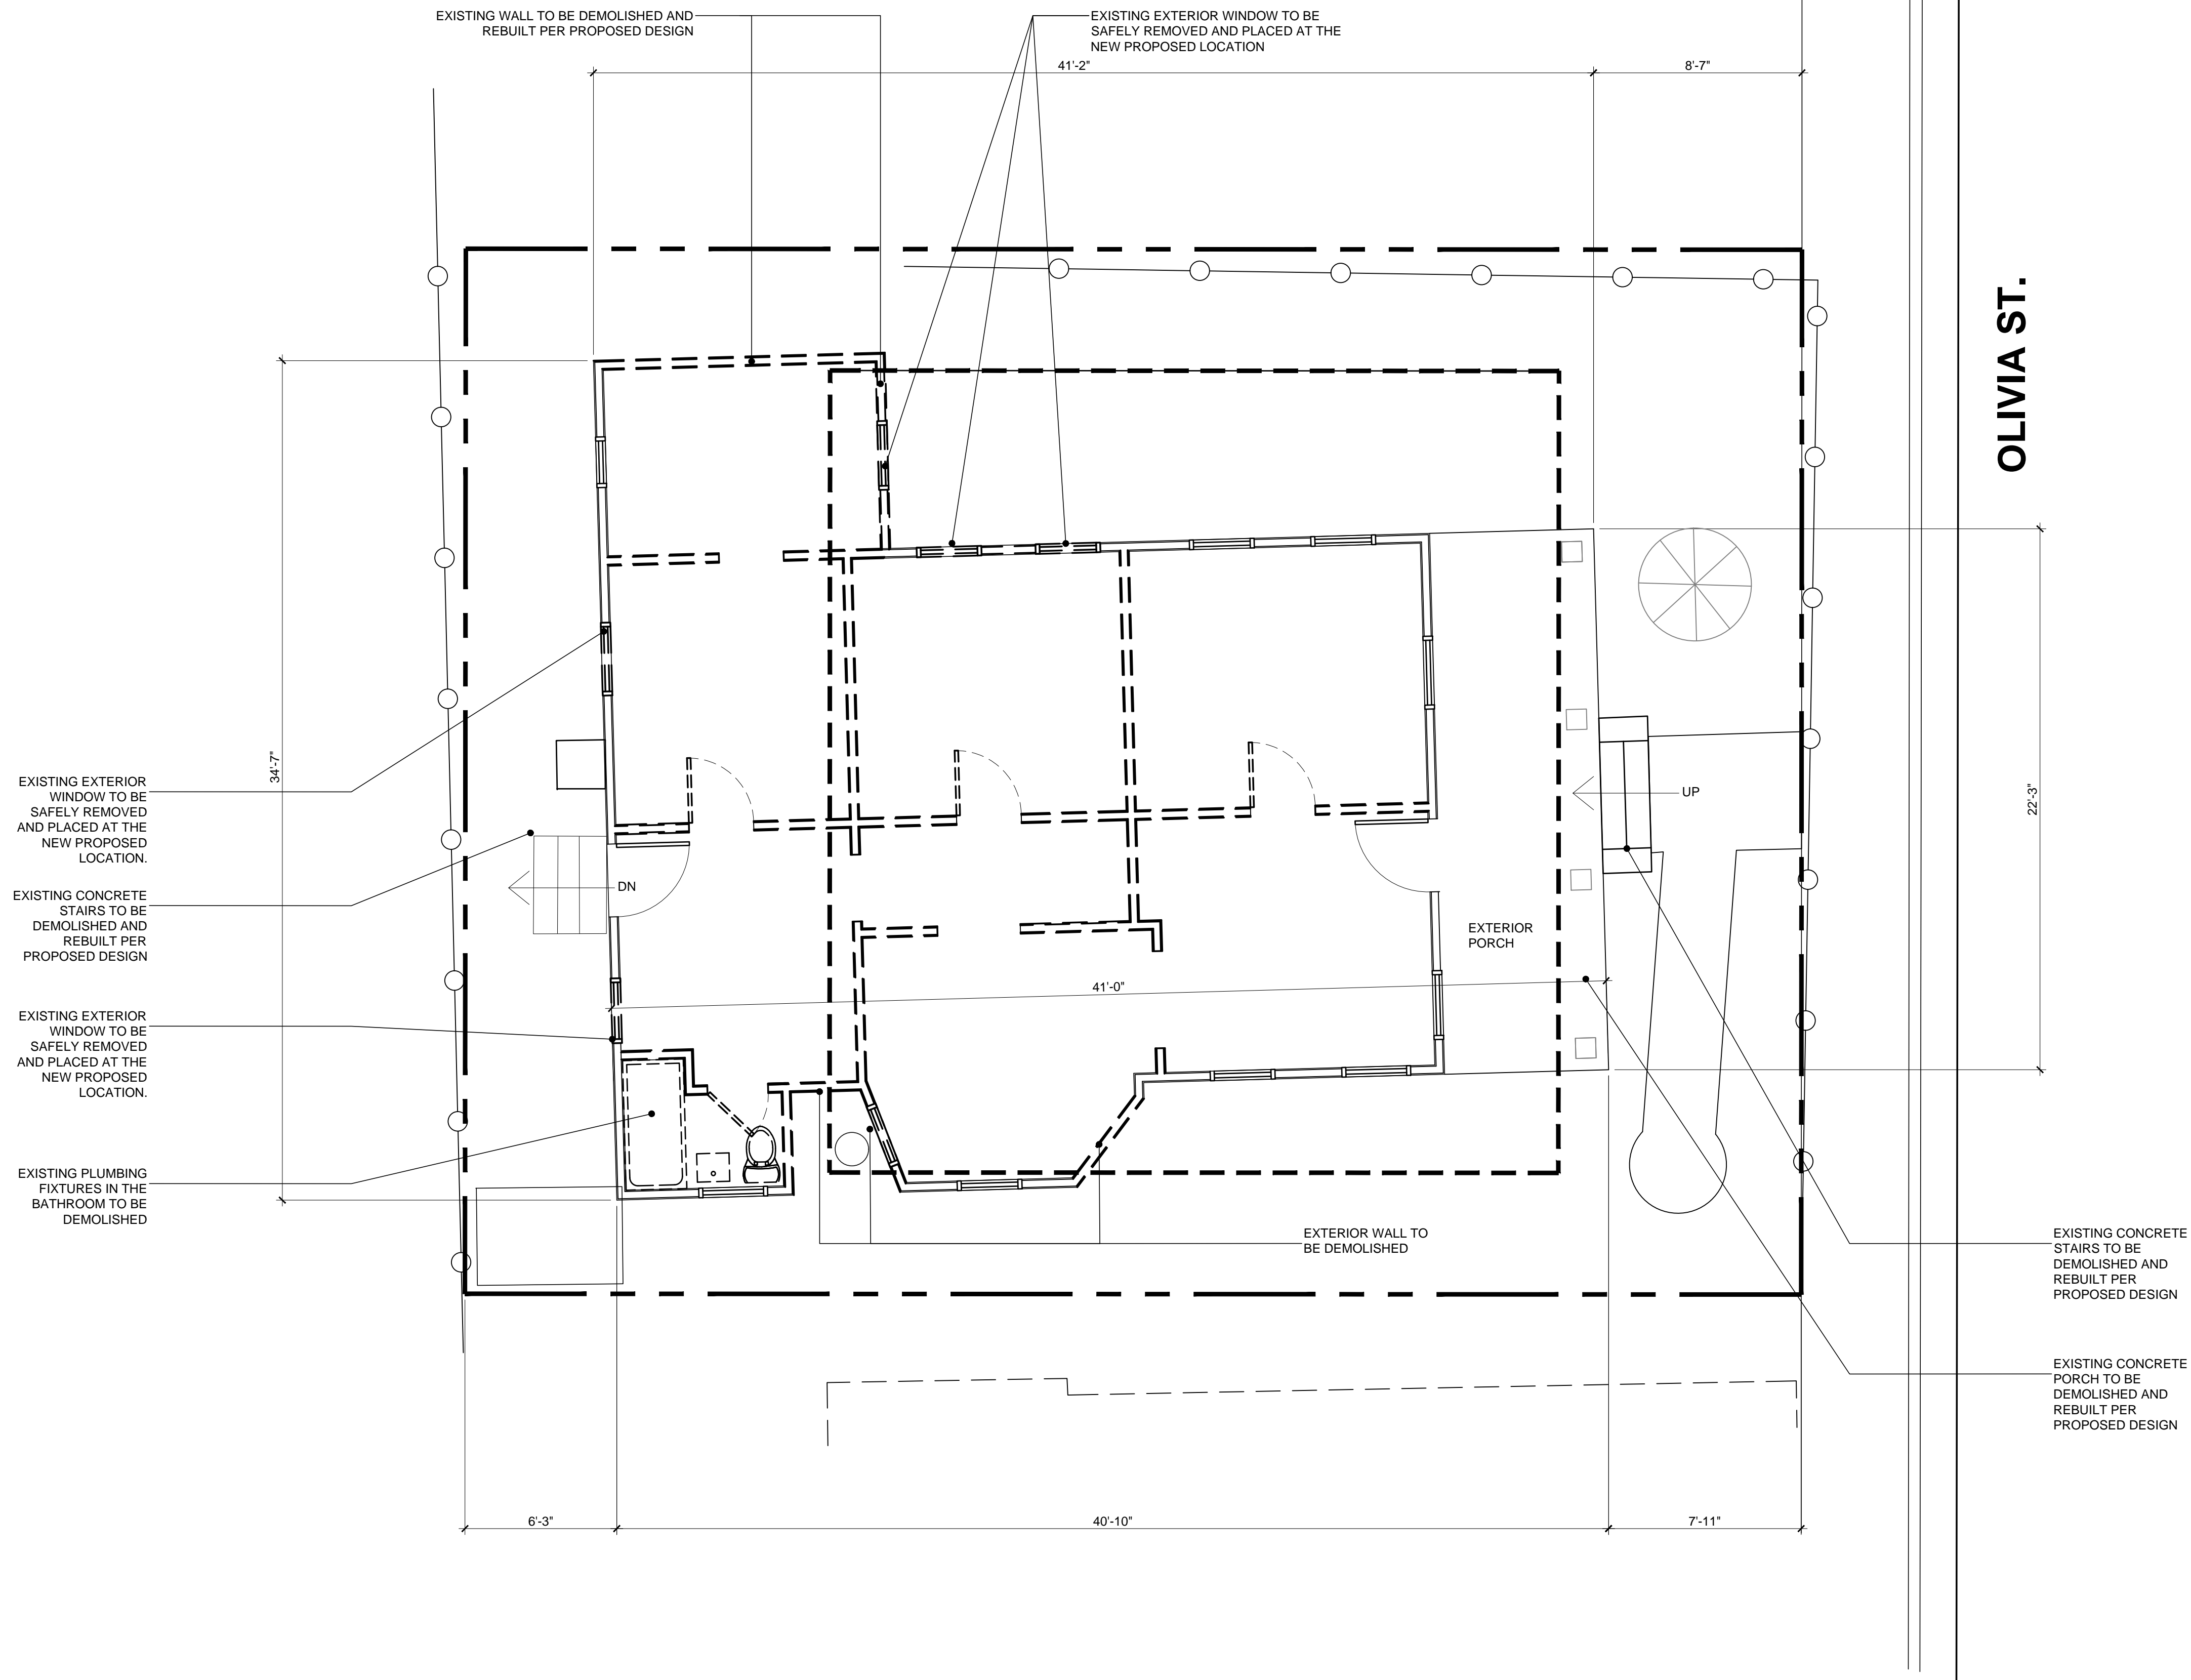 EXISTING WALL TO BE DEMOLISHED AND
REBUILT PER PROPOSED DESIGN
EXISTING EXTERIOR WINDOW TO BE
SAFELY REMOVED AND PLACED AT THE
NEW PROPOSED LOCATION
41'-2"
8'-7"
OLIVIA ST.
34'-7"
22'-3"
EXISTING EXTERIOR
WINDOW TO BE
SAFELY REMOVED
AND PLACED AT THE
NEW PROPOSED
LOCATION.
UP
DN
EXISTING CONCRETE
STAIRS TO BE
DEMOLISHED AND
REBUILT PER
PROPOSED DESIGN
EXTERIOR
PORCH
41'-0"
EXISTING EXTERIOR
WINDOW TO BE
SAFELY REMOVED
AND PLACED AT THE
NEW PROPOSED
LOCATION.
EXISTING PLUMBING
FIXTURES IN THE
BATHROOM TO BE
DEMOLISHED
EXTERIOR WALL TO
BE DEMOLISHED
EXISTING CONCRETE
STAIRS TO BE
DEMOLISHED AND
REBUILT PER
PROPOSED DESIGN
EXISTING CONCRETE
PORCH TO BE
DEMOLISHED AND
REBUILT PER
PROPOSED DESIGN
6'-3"
40'-10"
7'-11"